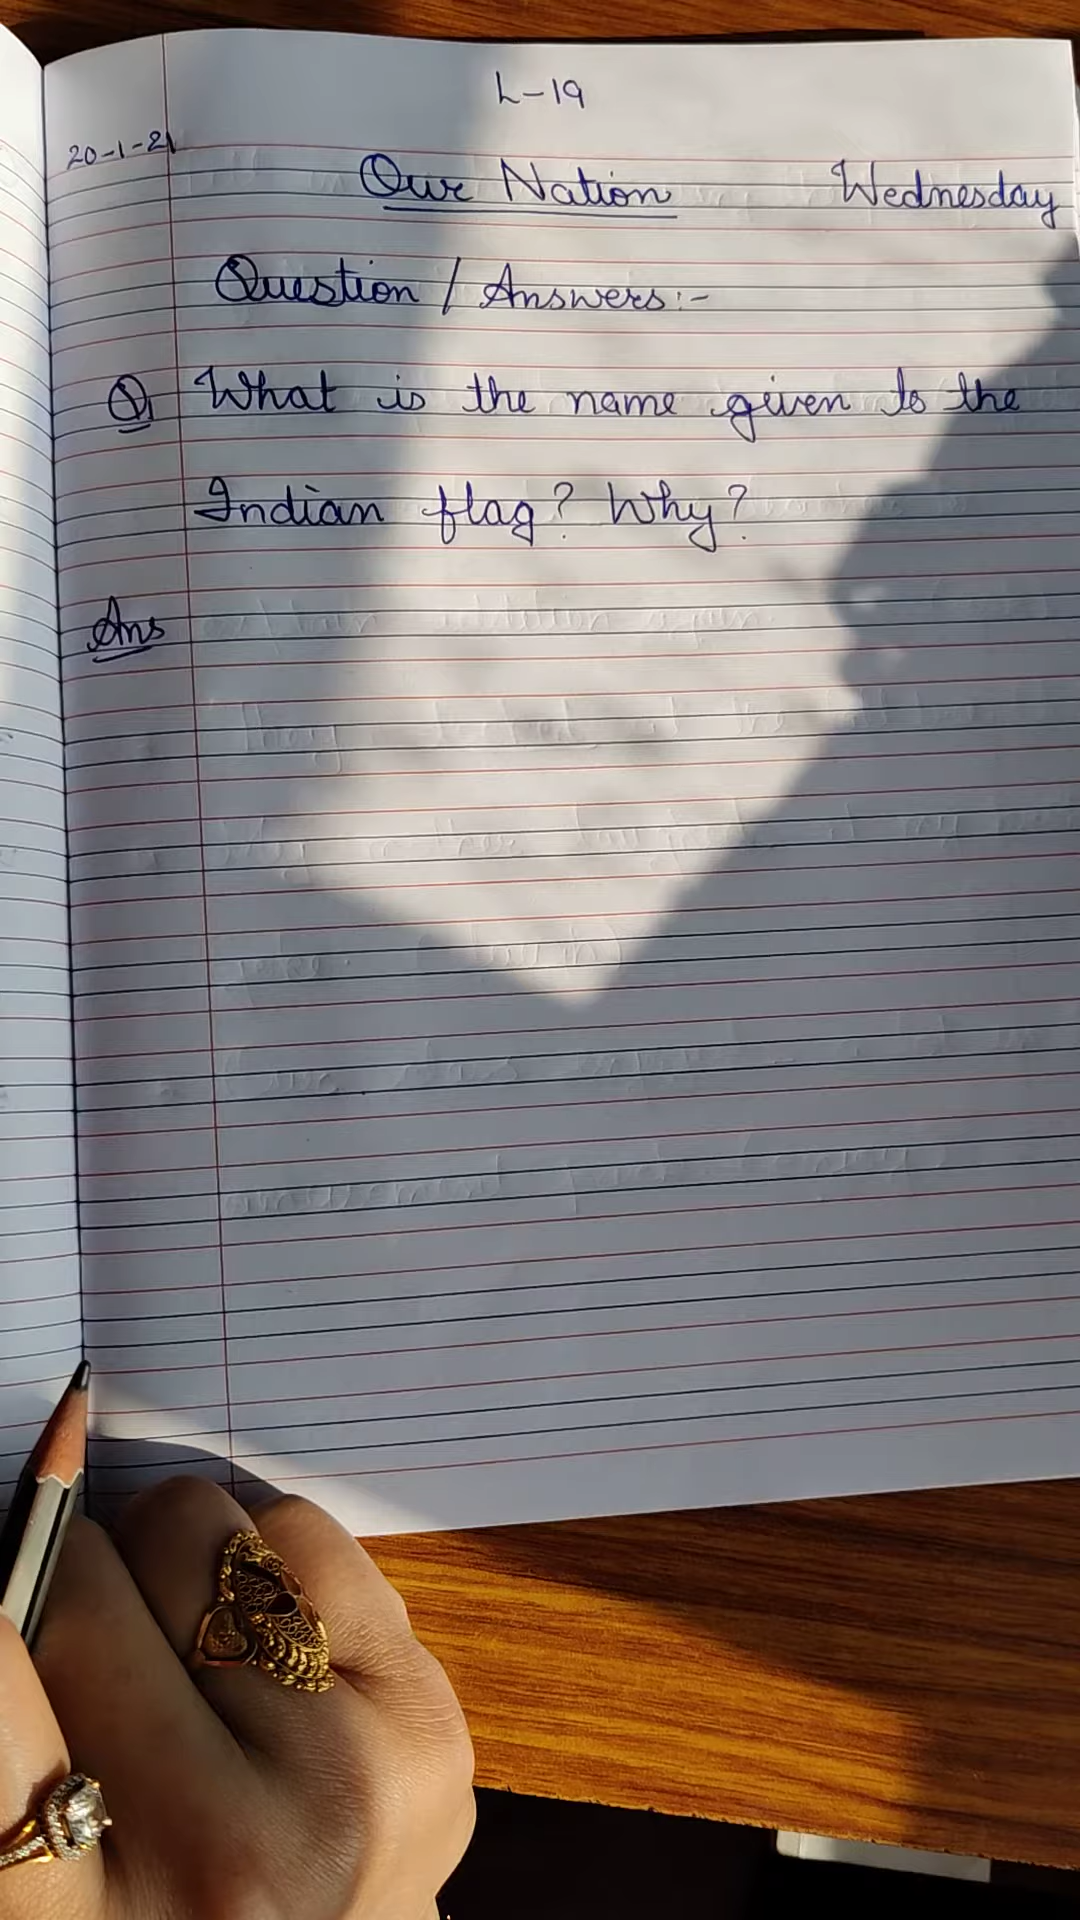 L-19
20-1-21
Our Nation Wednesday
Question / Answers:-
Q1 What is the name given to the
Indian flag? Why?
Ans